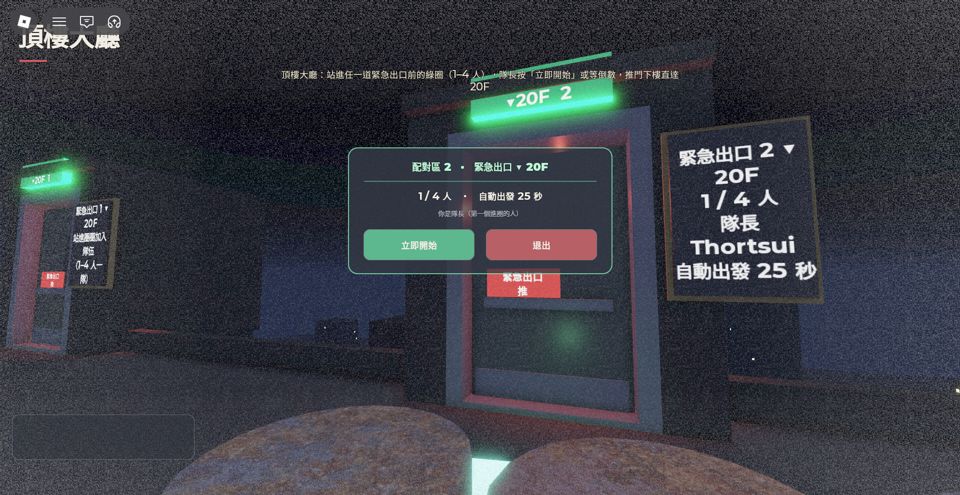 頂樓大廳
頂樓大廳：站進任一道緊急出口前的綠圈（1–4 人），隊長按「立即開始」或等倒數，推門下樓直達
20F
▼20F 2
配對區 2 • 緊急出口 ▼ 20F
1 / 4 人 • 自動出發 25 秒
你是隊長（第一個進圈的人）
立即開始
退出
緊急出口
推
緊急出口 2 ▼
20F
1 / 4 人
隊長
Thortsui
自動出發 25 秒
▼20F 1
緊急出口 1 ▼
20F
站進圈圈加入
隊伍
（1–4 人一
隊）
緊急出口
推